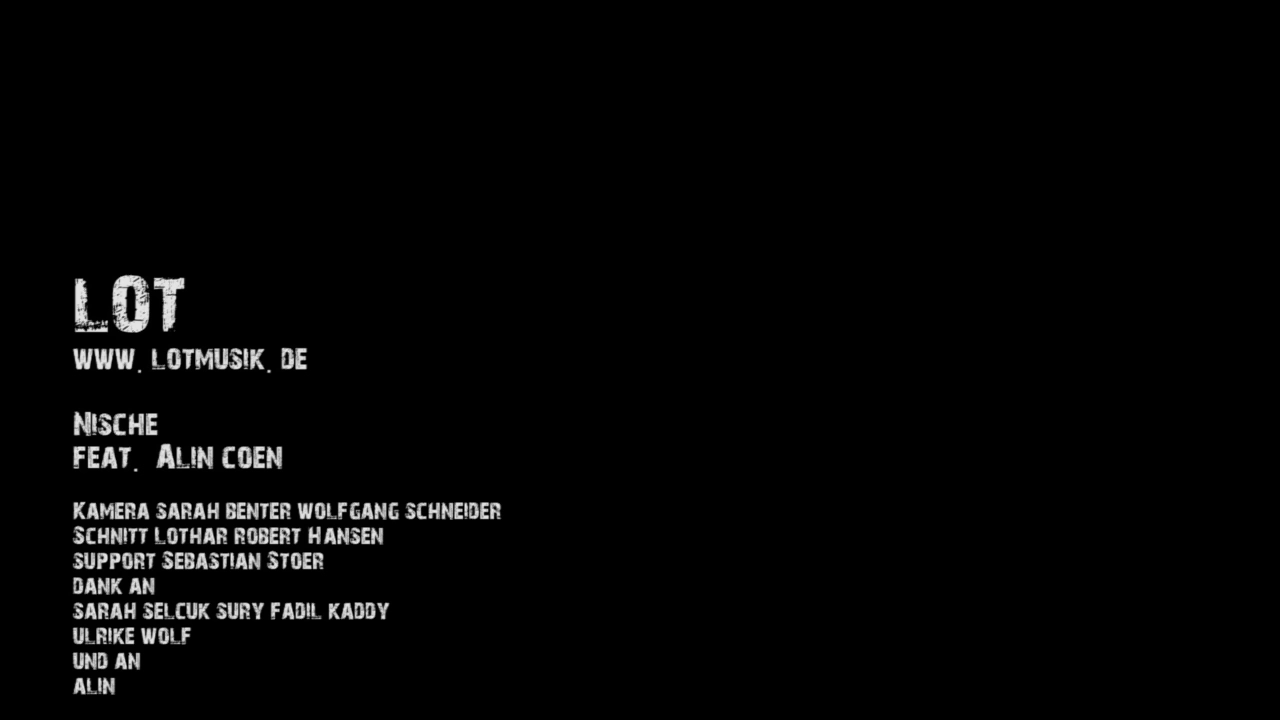 LOT
www. LOTMUSIK. DE
NISCHE
FEAT. ALIN COEN
KAMERA SARAH BENTER WOLFGANG SCHNEIDER
SCHNITT LOTHAR ROBERT HANSEN
SUPPORT SEBASTIAN STOER
DANK AN
SARAH SELCUK SURY FADIL KADDY
ULRIKE WOLF
UND AN
ALIN